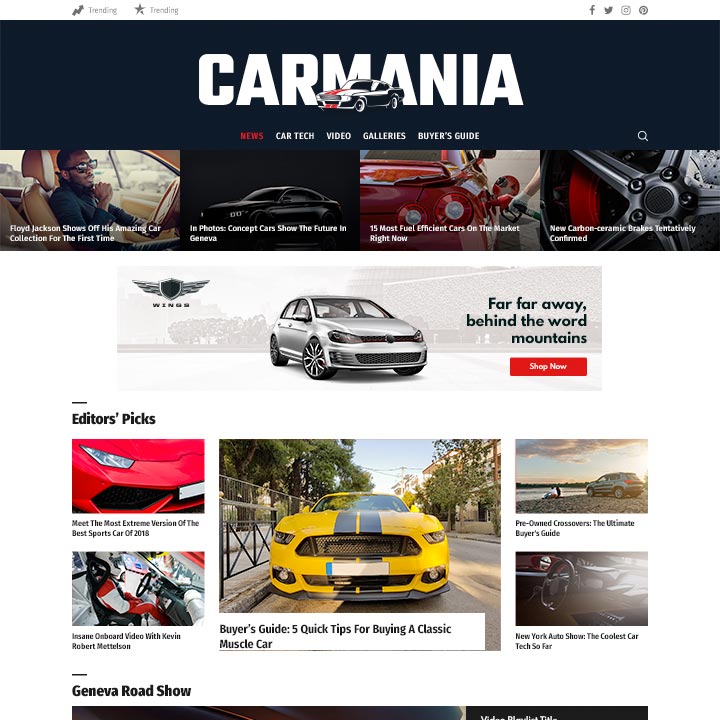 Trending
Trending
CARMANIA
NEWS
CAR TECH
VIDEO
GALLERIES
BUYER'S GUIDE
Floyd Jackson Shows Off His Amazing Car
Collection For The First Time
In Photos: Concept Cars Show The Future In
Geneva
15 Most Fuel Efficient Cars On The Market
Right Now
New Carbon-ceramic Brakes Tentatively
Confirmed
WINGS
Far far away,
behind the word
mountains
Shop Now
Editors' Picks
Meet The Most Extreme Version Of The
Best Sports Car Of 2018
Insane Onboard Video With Kevin
Robert Mettelson
Buyer's Guide: 5 Quick Tips For Buying A Classic
Muscle Car
Pre-Owned Crossovers: The Ultimate
Buyer's Guide
New York Auto Show: The Coolest Car
Tech So Far
Geneva Road Show
Video Playlist Title